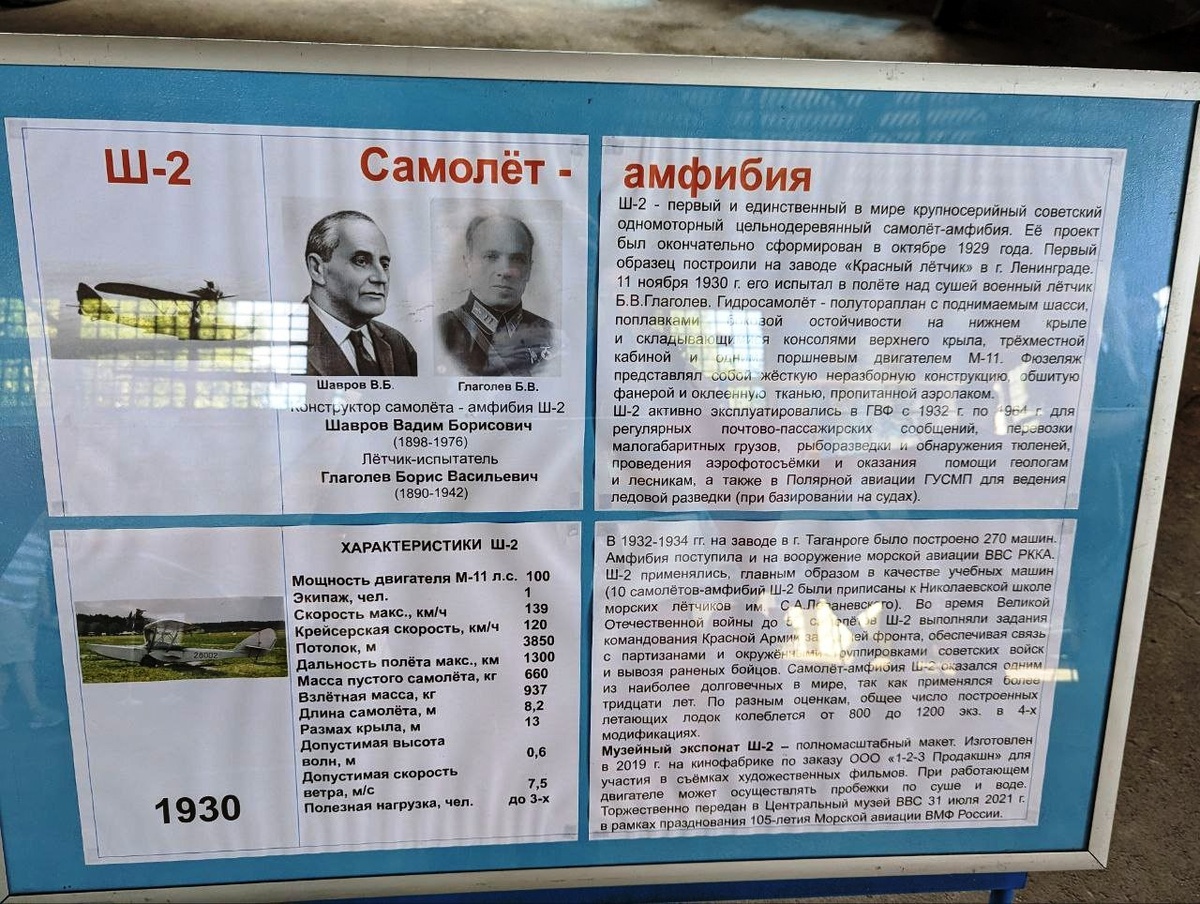 Ш-2
Самолёт -
амфибия
Шавров В.Б.
Глаголев Б.В.
Конструктор самолёта - амфибия Ш-2
Шавров Вадим Борисович
(1898-1976)
Лётчик-испытатель
Глаголев Борис Васильевич
(1890-1942)
Ш-2 - первый и единственный в мире крупносерийный советский
одномоторный цельнодеревянный самолёт-амфибия. Её проект
был окончательно сформирован в октябре 1929 года. Первый
образец построили на заводе «Красный лётчик» в г. Ленинграде.
11 ноября 1930 г. его испытал в полёте над сушей военный лётчик
Б.В.Глаголев. Гидросамолёт - полутораплан с поднимаемым шасси,
поплавками остойчивости на нижнем крыле
и складывающимися консолями верхнего крыла, трёхместной
кабиной и одним поршневым двигателем М-11. Фюзеляж
представлял собой жёсткую неразборную конструкцию, обшитую
фанерой и оклеенную тканью, пропитанной аэролаком.
Ш-2 активно эксплуатировались в ГВФ с 1932 г. по 1964 г. для
регулярных почтово-пассажирских сообщений, перевозки
малогабаритных грузов, рыборазведки и обнаружения тюленей,
проведения аэрофотосъёмки и оказания помощи геологам
и лесникам, а также в Полярной авиации ГУСМП для ведения
ледовой разведки (при базировании на судах).
28002
1930
ХАРАКТЕРИСТИКИ Ш-2
Мощность двигателя М-11 л.с. 100
Экипаж, чел. 1
Скорость макс., км/ч 139
Крейсерская скорость, км/ч 120
Потолок, м 3850
Дальность полёта макс., км 1300
Масса пустого самолёта, кг 660
Взлётная масса, кг 937
Длина самолёта, м 8,2
Размах крыла, м 13
Допустимая высота
волн, м 0,6
Допустимая скорость
ветра, м/с 7,5
Полезная нагрузка, чел. до 3-х
В 1932-1934 гг. на заводе в г. Таганроге было построено 270 машин.
Амфибия поступила и на вооружение морской авиации ВВС РККА.
Ш-2 применялись, главным образом в качестве учебных машин
(10 самолётов-амфибий Ш-2 были приписаны к Николаевской школе
морских лётчиков им. С.А.Леваневского). Во время Великой
Отечественной войны до самолётов Ш-2 выполняли задания
командования Красной Армии за линией фронта, обеспечивая связь
с партизанами и окружёнными группировками советских войск
и вывозя раненых бойцов. Самолёт-амфибия Ш-2 оказался одним
из наиболее долговечных в мире, так как применялся более
тридцати лет. По разным оценкам, общее число построенных
летающих лодок колеблется от 800 до 1200 экз. в 4-х
модификациях.
Музейный экспонат Ш-2 – полномасштабный макет. Изготовлен
в 2019 г. на кинофабрике по заказу ООО «1-2-3 Продакшн» для
участия в съёмках художественных фильмов. При работающем
двигателе может осуществлять пробежки по суше и воде.
Торжественно передан в Центральный музей ВВС 31 июля 2021 г.
в рамках празднования 105-летия Морской авиации ВМФ России.